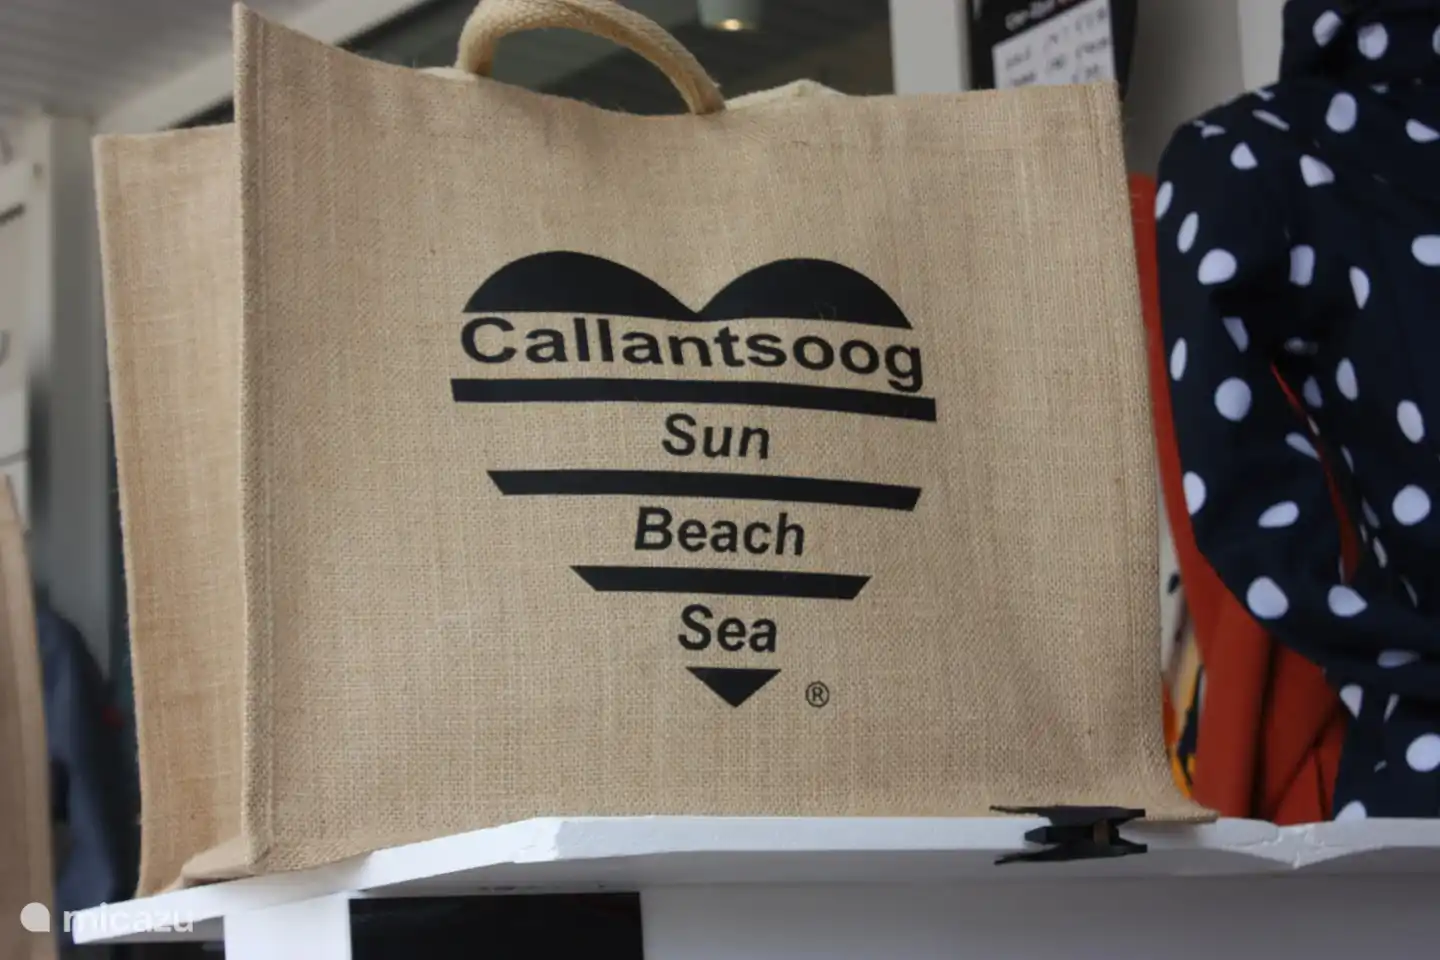 Callantsoog
Sun
Beach
Sea
®
micazu